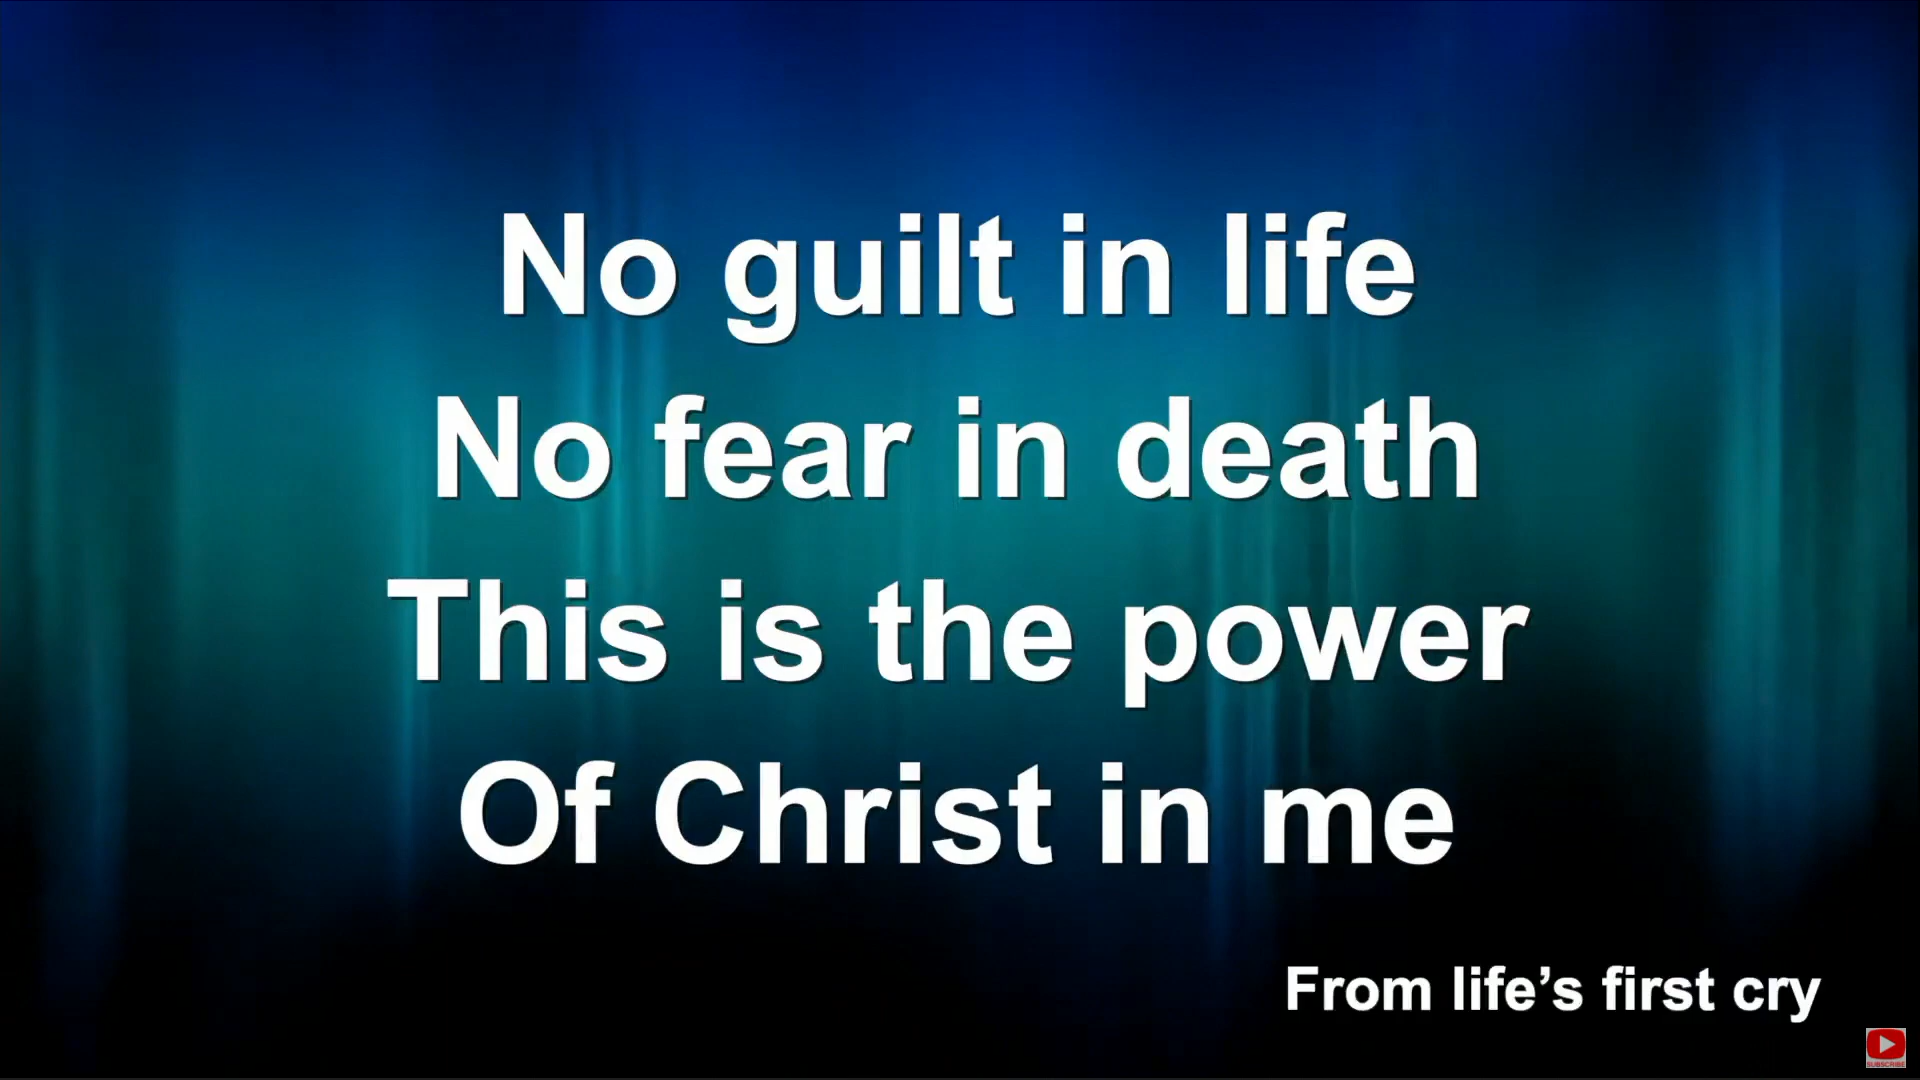 No guilt in life
No fear in death
This is the power
Of Christ in me
From life’s first cry
SUBSCRIBE